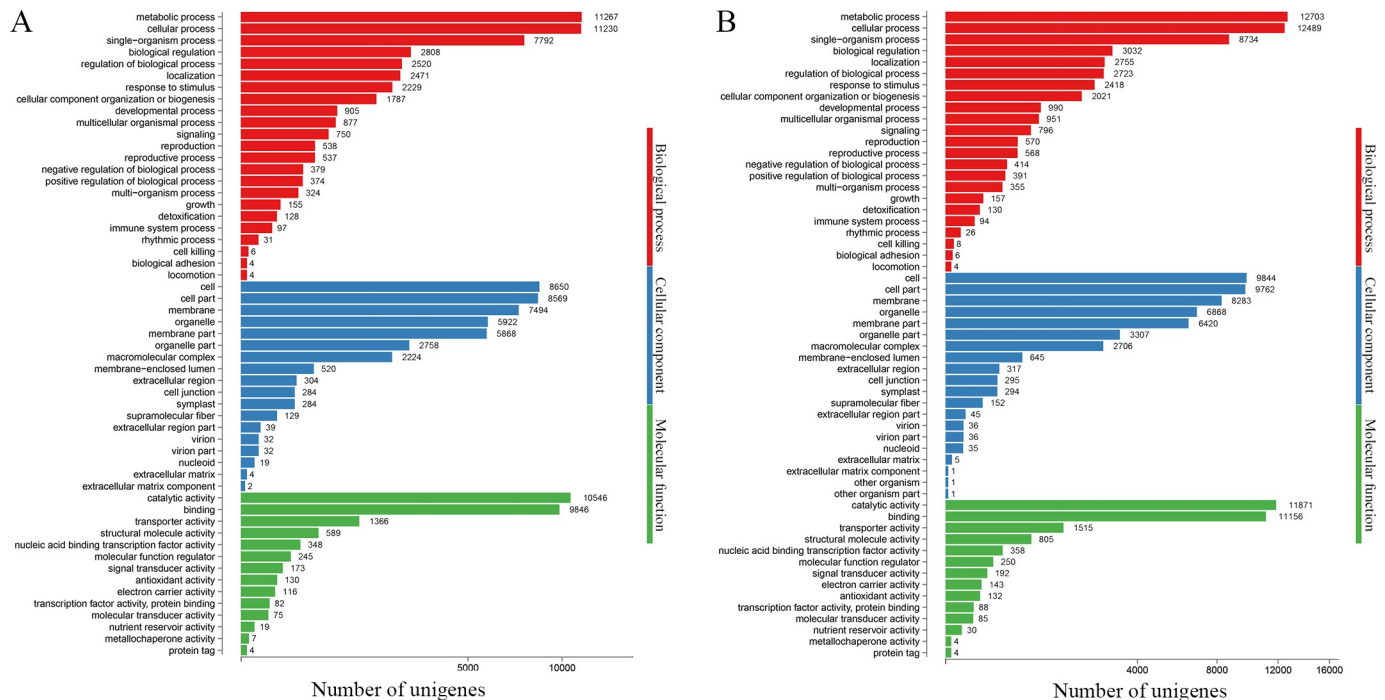 A
metabolic process 11267
cellular process 11230
single-organism process 7792
biological regulation 2808
regulation of biological process 2520
localization 2471
response to stimulus 2229
cellular component organization or biogenesis 1787
developmental process 905
multicellular organismal process 877
signaling 750
reproduction 538
reproductive process 537
negative regulation of biological process 379
positive regulation of biological process 374
multi-organism process 324
growth 155
detoxification 128
immune system process 97
rhythmic process 31
cell killing 6
biological adhesion 4
locomotion 4
cell 8650
cell part 8569
membrane 7494
organelle 5922
membrane part 5868
organelle part 2758
macromolecular complex 2224
membrane-enclosed lumen 520
extracellular region 304
cell junction 284
symplast 284
supramolecular fiber 129
extracellular region part 39
virion 32
virion part 32
nucleoid 19
extracellular matrix 4
extracellular matrix component 2
catalytic activity 10546
binding 9846
transporter activity 1366
structural molecule activity 589
nucleic acid binding transcription factor activity 348
molecular function regulator 245
signal transducer activity 173
antioxidant activity 130
electron carrier activity 116
transcription factor activity, protein binding 82
molecular transducer activity 75
nutrient reservoir activity 19
metallochaperone activity 7
protein tag 4
5000 10000
Number of unigenes
Biological process
Cellular component
Molecular function
B
metabolic process 12703
cellular process 12489
single-organism process 8734
biological regulation 3032
localization 2755
regulation of biological process 2723
response to stimulus 2418
cellular component organization or biogenesis 2021
developmental process 990
multicellular organismal process 951
signaling 796
reproduction 570
reproductive process 568
negative regulation of biological process 414
positive regulation of biological process 391
multi-organism process 355
growth 157
detoxification 130
immune system process 94
rhythmic process 26
cell killing 8
biological adhesion 6
locomotion 4
cell 9844
cell part 9762
membrane 8283
organelle 6868
membrane part 6420
organelle part 3307
macromolecular complex 2706
membrane-enclosed lumen 645
extracellular region 317
cell junction 295
symplast 294
supramolecular fiber 152
extracellular region part 45
virion 36
virion part 36
nucleoid 35
extracellular matrix 5
extracellular matrix component 1
other organism 1
other organism part 1
catalytic activity 11871
binding 11156
transporter activity 1515
structural molecule activity 805
nucleic acid binding transcription factor activity 358
molecular function regulator 250
signal transducer activity 192
electron carrier activity 143
antioxidant activity 132
transcription factor activity, protein binding 88
molecular transducer activity 85
nutrient reservoir activity 30
metallochaperone activity 4
protein tag 4
4000 8000 12000 16000
Number of unigenes
Biological process
Cellular component
Molecular function